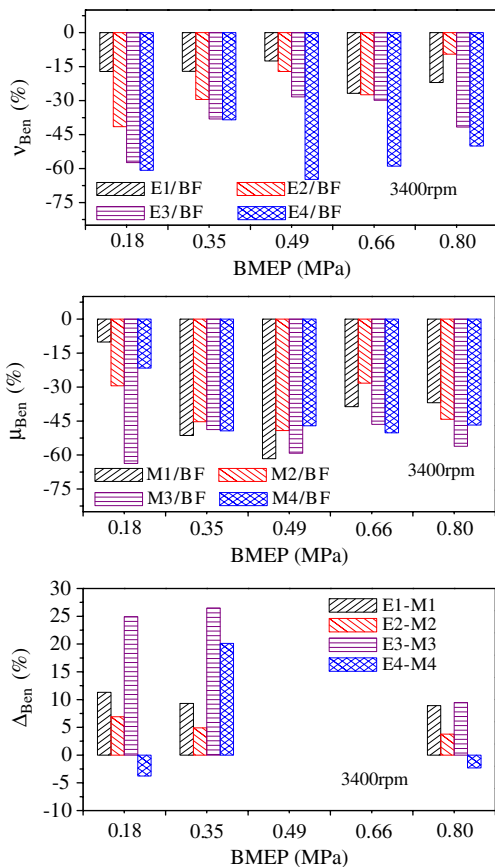 0
-15
-30
-45
-60
-75
ν_Ben (%)
E1/BF E2/BF
E3/BF E4/BF
3400rpm
0.18 0.35 0.49 0.66 0.80
BMEP (MPa)
0
-15
-30
-45
-60
-75
μ_Ben (%)
M1/BF M2/BF
M3/BF M4/BF
3400rpm
0.18 0.35 0.49 0.66 0.80
BMEP (MPa)
30
25
20
15
10
5
0
-5
-10
Δ_Ben (%)
E1-M1
E2-M2
E3-M3
E4-M4
3400rpm
0.18 0.35 0.49 0.66 0.80
BMEP (MPa)